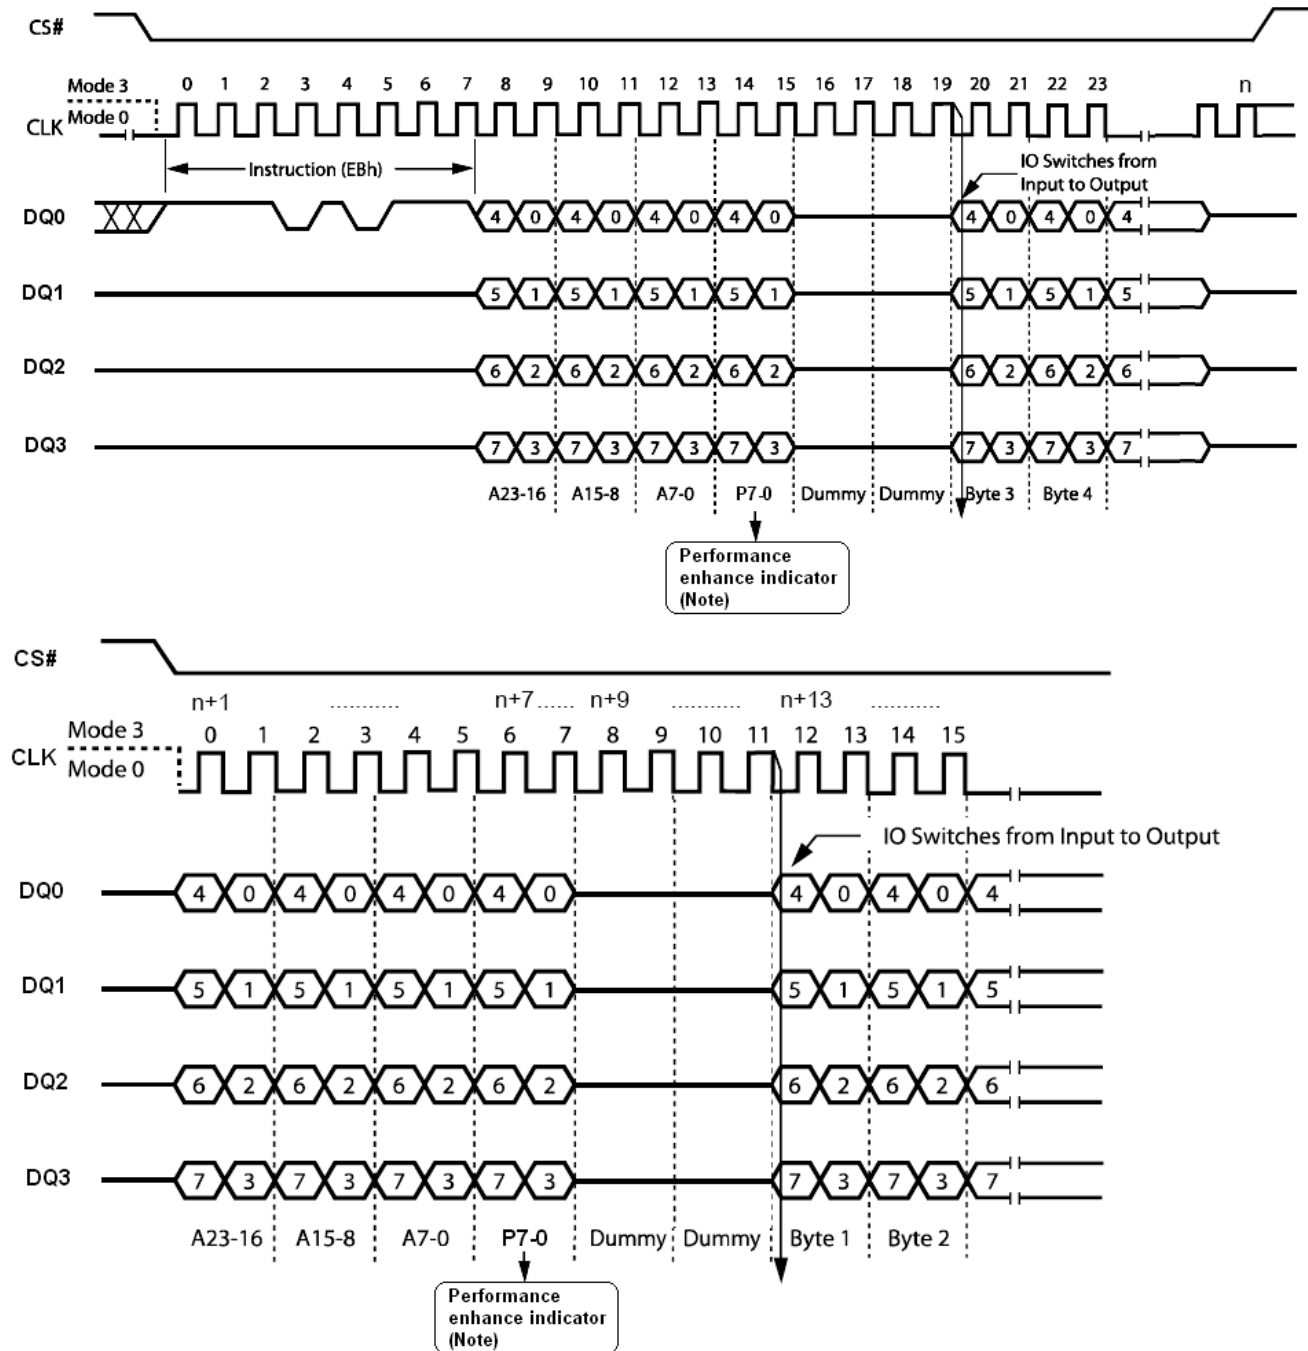 CS#
0 1 2 3 4 5 6 7 8 9 10 11 12 13 14 15 16 17 18 19 20 21 22 23 n
Mode 3
Mode 0
CLK
Instruction (EBh)
IO Switches from
Input to Output
DQ0 4 0 4 0 4 0 4 0 4 0 4 0 4
DQ1 5 1 5 1 5 1 5 1 5 1 5 1 5
DQ2 6 2 6 2 6 2 6 2 6 2 6 2 6
DQ3 7 3 7 3 7 3 7 3 7 3 7 3 7
A23-16 A15-8 A7-0 P7-0 Dummy Dummy Byte 3 Byte 4
Performance
enhance indicator
(Note)
CS#
n+1 ............ n+7 ...... n+9 ............ n+13 ............
Mode 3 0 1 2 3 4 5 6 7 8 9 10 11 12 13 14 15
CLK
Mode 0
IO Switches from Input to Output
DQ0 4 0 4 0 4 0 4 0 4 0 4 0 4
DQ1 5 1 5 1 5 1 5 1 5 1 5 1 5
DQ2 6 2 6 2 6 2 6 2 6 2 6 2 6
DQ3 7 3 7 3 7 3 7 3 7 3 7 3 7
A23-16 A15-8 A7-0 P7-0 Dummy Dummy Byte 1 Byte 2
Performance
enhance indicator
(Note)